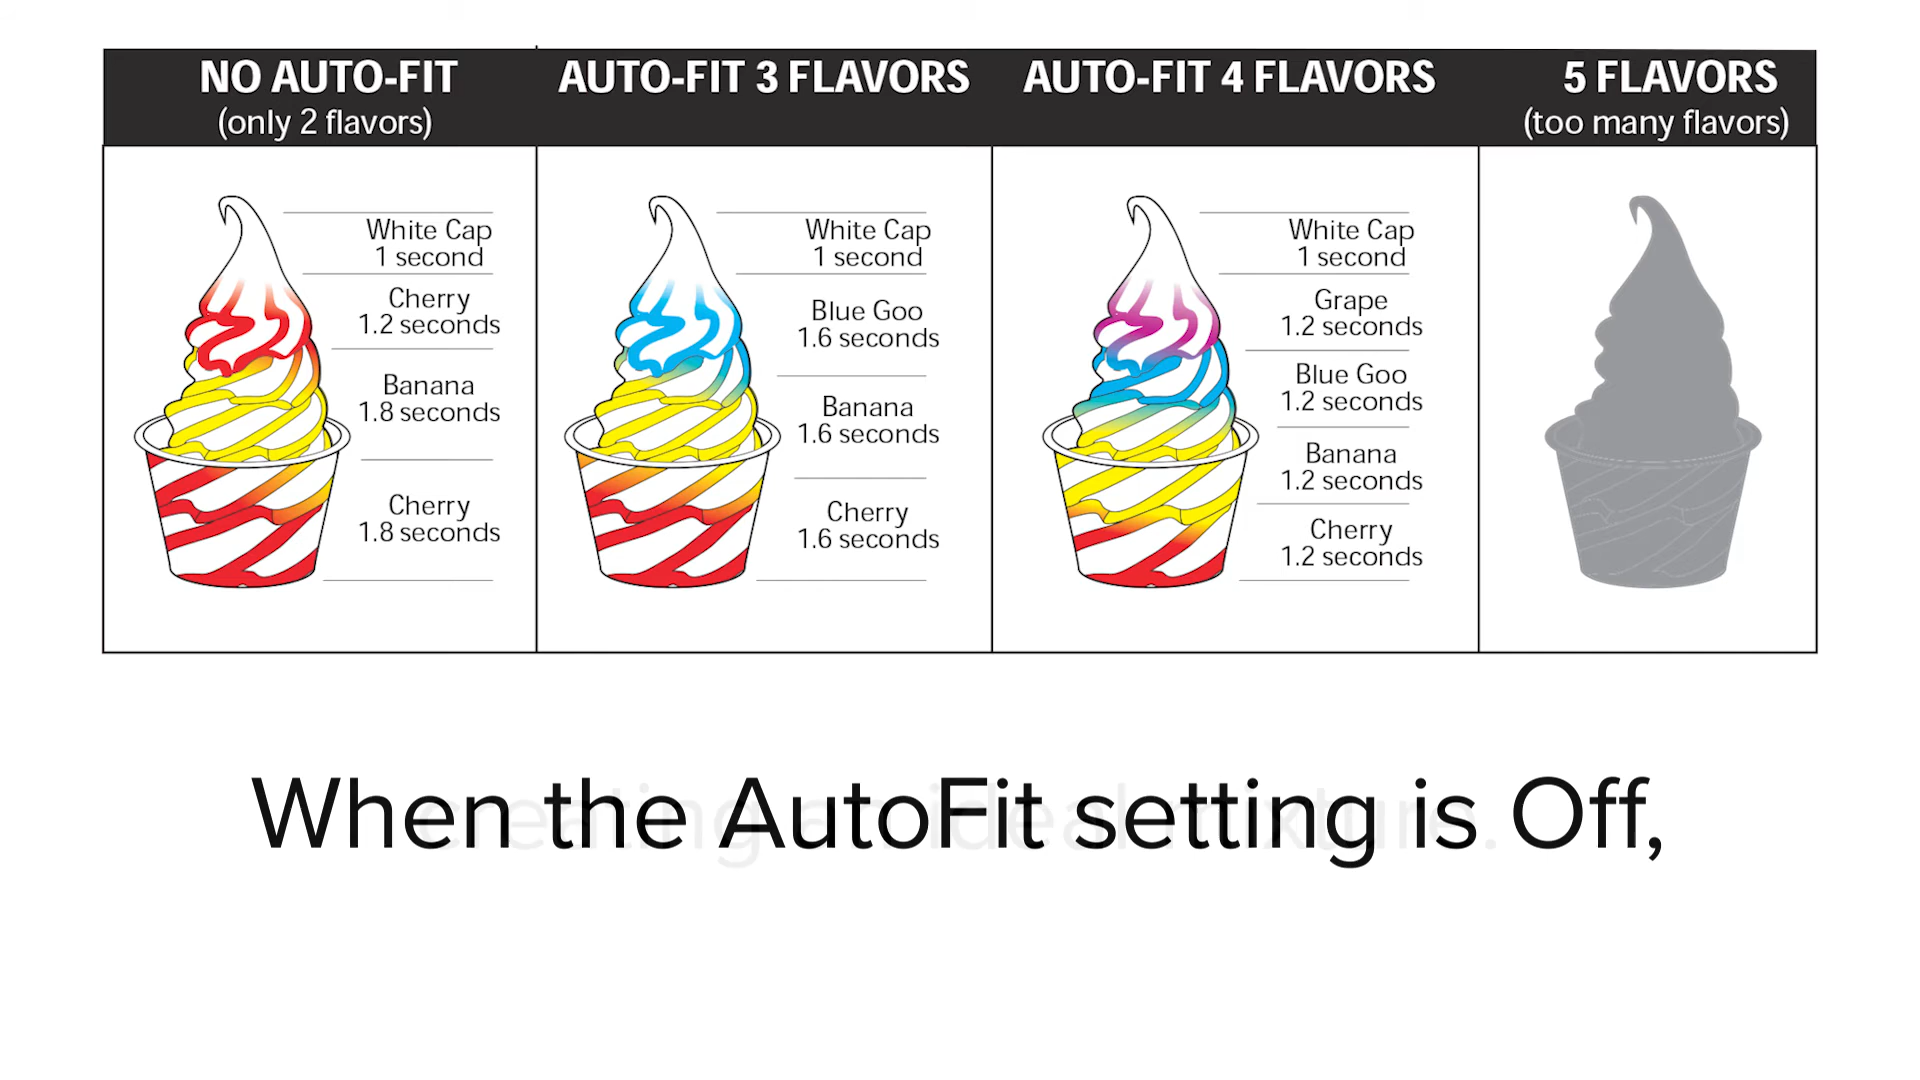 NO AUTO-FIT
(only 2 flavors)
White Cap
1 second
Cherry
1.2 seconds
Banana
1.8 seconds
Cherry
1.8 seconds
AUTO-FIT 3 FLAVORS
White Cap
1 second
Blue Goo
1.6 seconds
Banana
1.6 seconds
Cherry
1.6 seconds
AUTO-FIT 4 FLAVORS
White Cap
1 second
Grape
1.2 seconds
Blue Goo
1.2 seconds
Banana
1.2 seconds
Cherry
1.2 seconds
5 FLAVORS
(too many flavors)
When the AutoFit setting is Off,